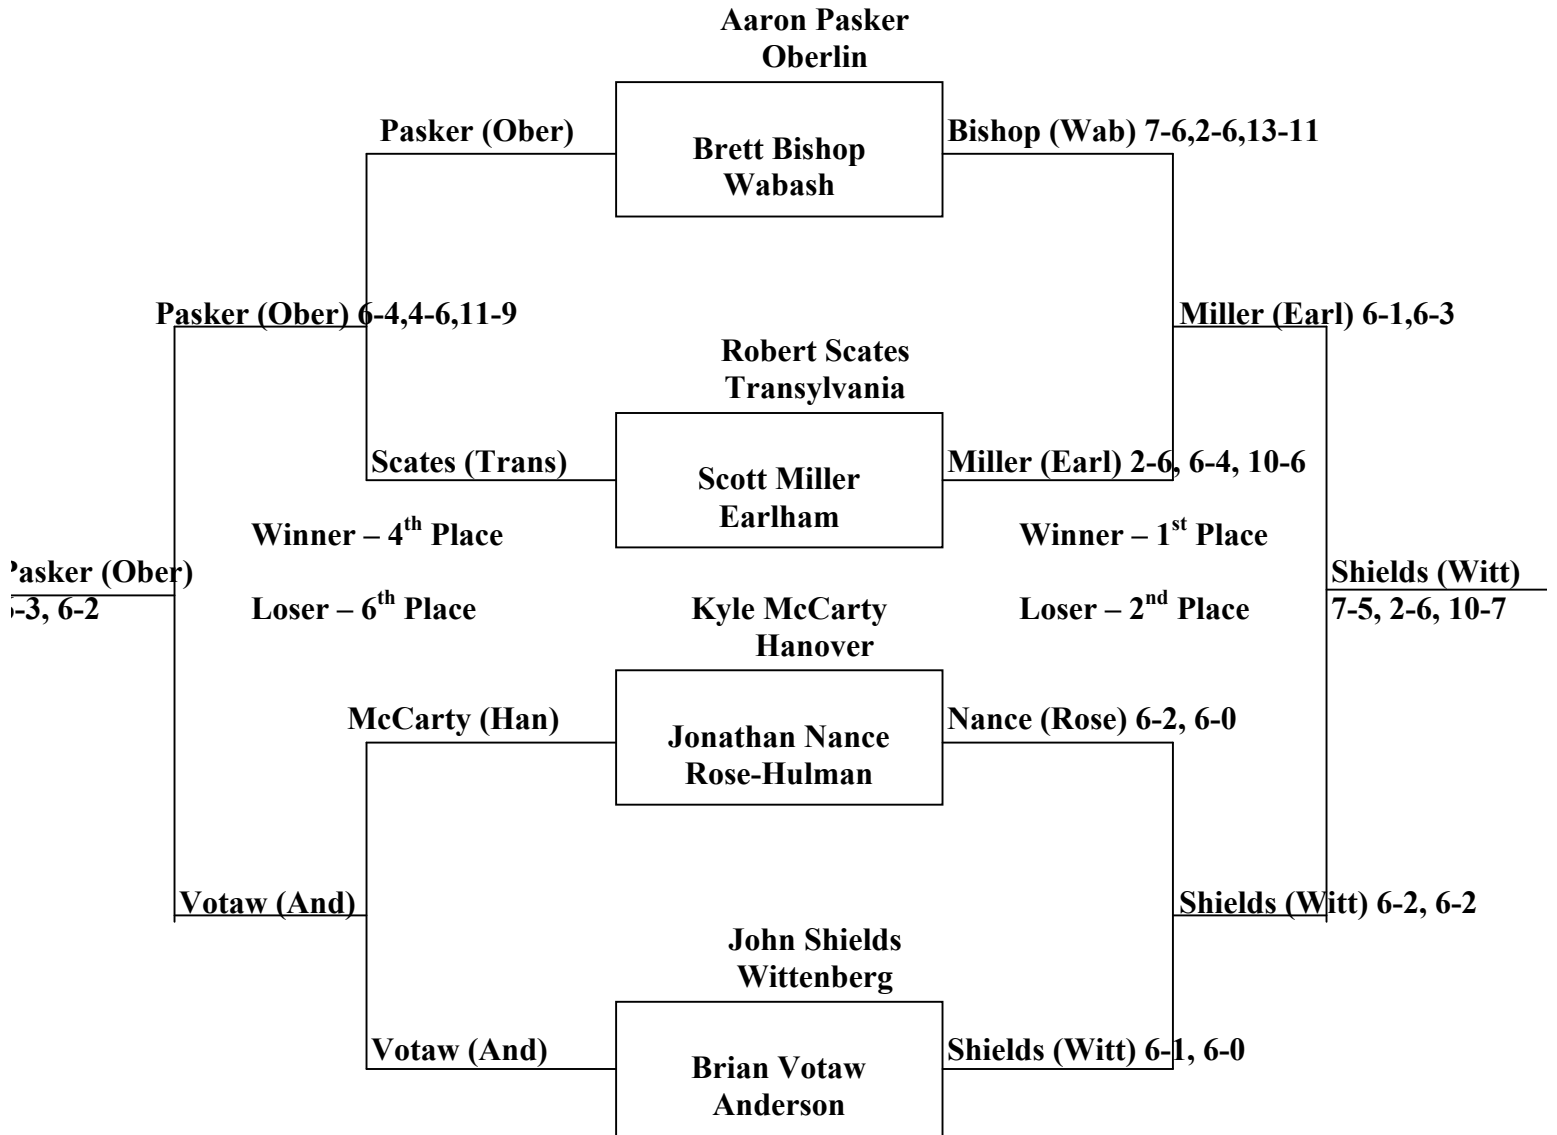 Aaron Pasker
Oberlin
Pasker (Ober)
Brett Bishop
Wabash
Bishop (Wab) 7-6,2-6,13-11
Pasker (Ober) 6-4,4-6,11-9
Miller (Earl) 6-1,6-3
Robert Scates
Transylvania
Scates (Trans)
Scott Miller
Earlham
Miller (Earl) 2-6, 6-4, 10-6
Winner – 4th Place
Winner – 1st Place
Pasker (Ober)
-3, 6-2
Loser – 6th Place
Kyle McCarty
Hanover
Loser – 2nd Place
Shields (Witt)
7-5, 2-6, 10-7
McCarty (Han)
Jonathan Nance
Rose-Hulman
Nance (Rose) 6-2, 6-0
Votaw (And)
Shields (Witt) 6-2, 6-2
John Shields
Wittenberg
Votaw (And)
Brian Votaw
Anderson
Shields (Witt) 6-1, 6-0